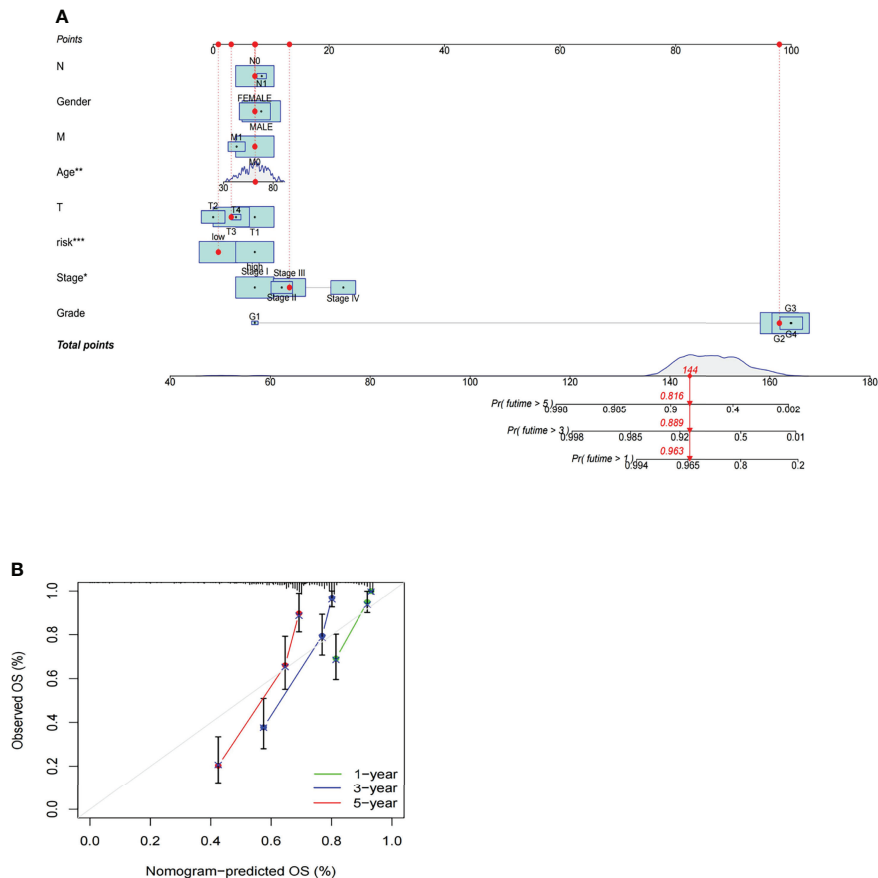 A
Points
0 20 40 60 80 100
N
N0
N1
Gender
FEMALE
MALE
M
M1
M0
Age**
30 80
T
T2
T4
T3 T1
risk***
low
high
Stage*
Stage I Stage III
Stage II Stage IV
Grade
G1
G3
G2 G4
Total points
40 60 80 100 120 140 160 180
144
Pr( futime > 5 )
0.816
0.990 0.985 0.9 0.4 0.002
Pr( futime > 3 )
0.889
0.998 0.985 0.92 0.5 0.01
Pr( futime > 1 )
0.963
0.994 0.965 0.8 0.2
B
Observed OS (%)
1.0
0.8
0.6
0.4
0.2
0.0
1-year
3-year
5-year
0.0 0.2 0.4 0.6 0.8 1.0
Nomogram-predicted OS (%)